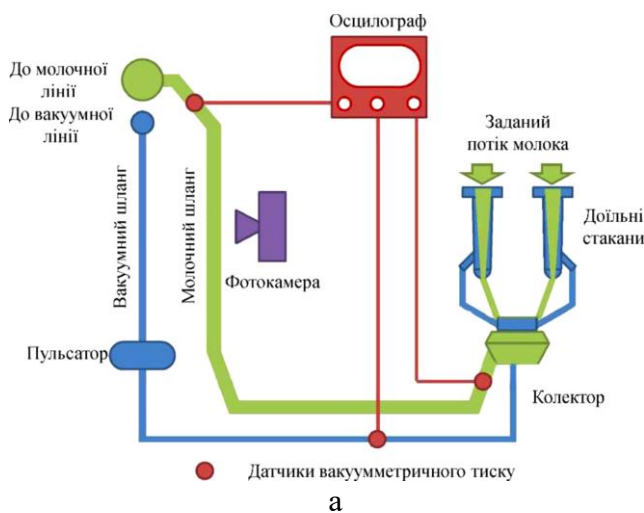 Осцилограф
До молочної
лінії
До вакуумної
лінії
Заданий
потік молока
Вакуумний шланг
Молочний шланг
Доїльні
стакани
Фотокамера
Пульсатор
Колектор
Датчики вакуумметричного тиску
а